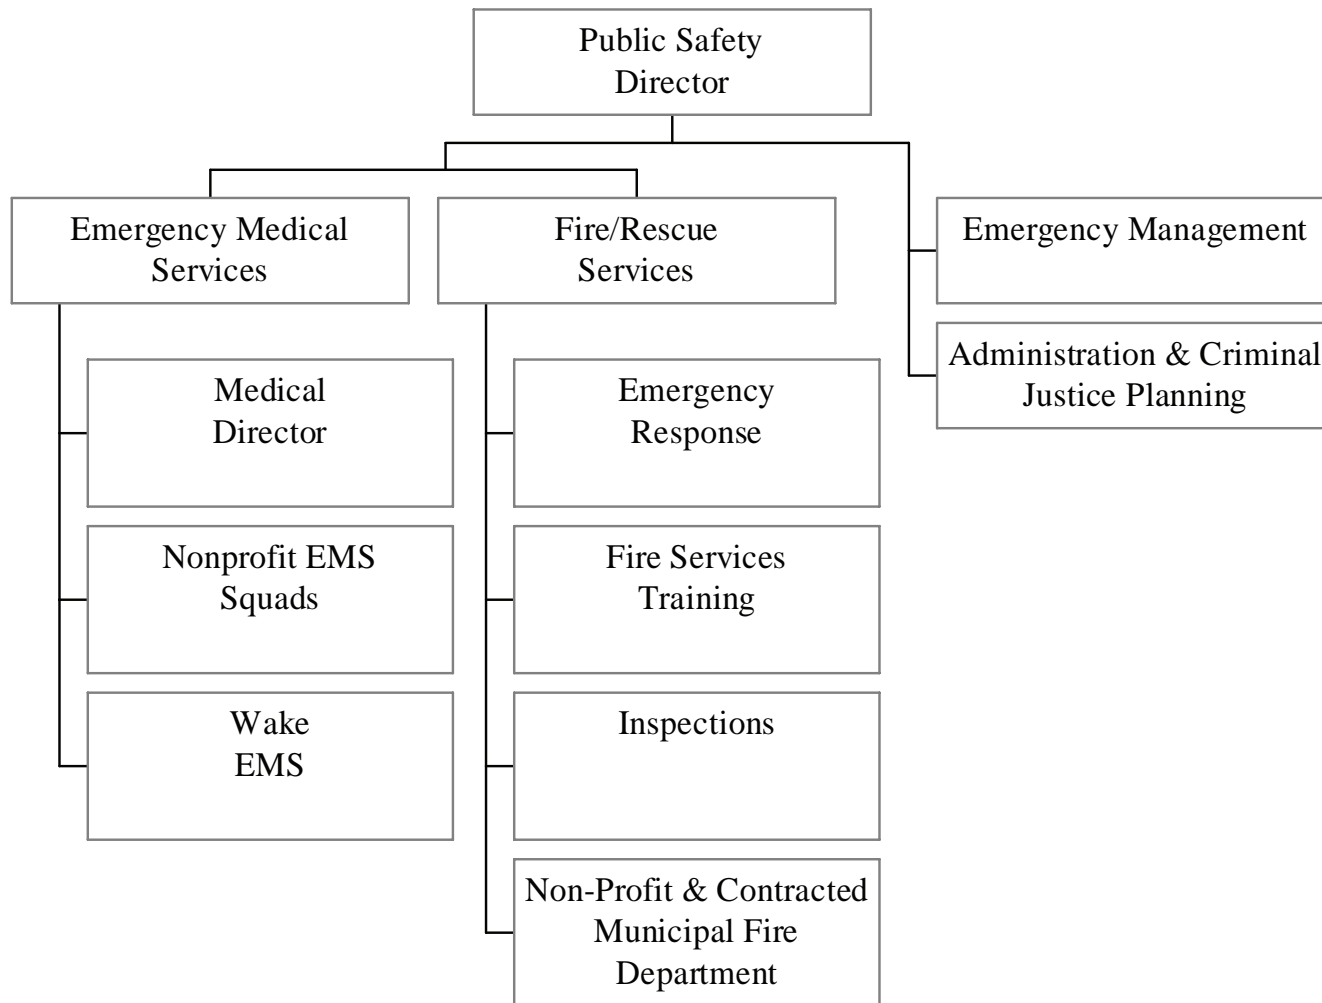 Public Safety
Director
Emergency Medical
Services
Fire/Rescue
Services
Emergency Management
Administration & Criminal
Justice Planning
Medical
Director
Emergency
Response
Nonprofit EMS
Squads
Fire Services
Training
Wake
EMS
Inspections
Non-Profit & Contracted
Municipal Fire
Department